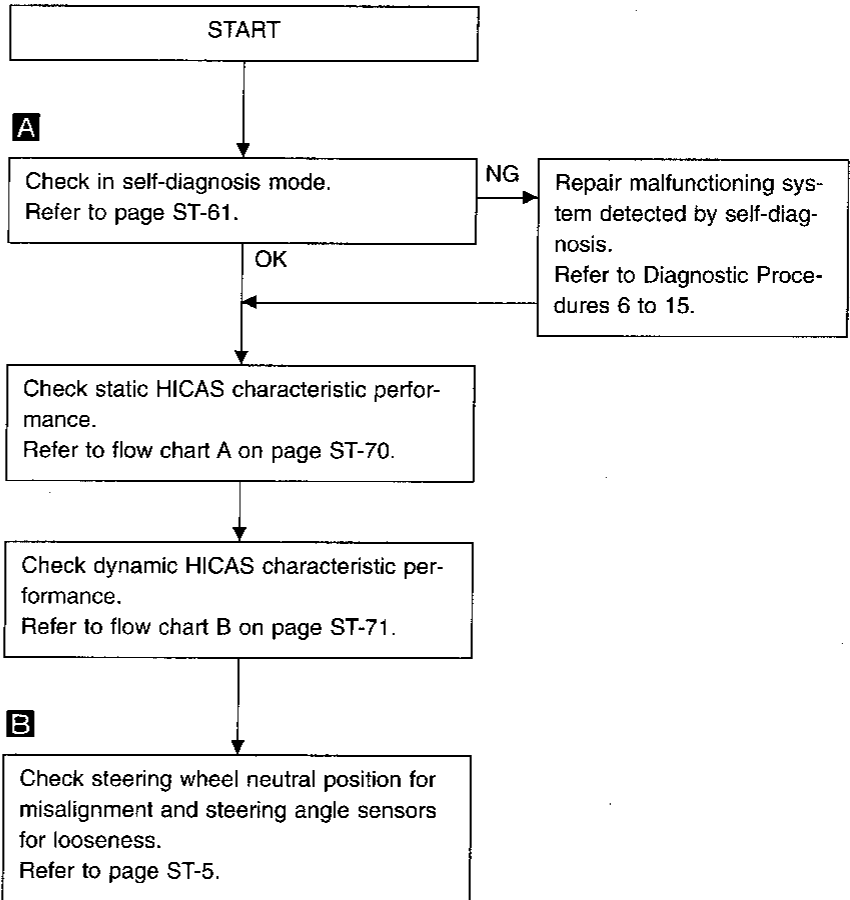 START
A
Check in self-diagnosis mode.
Refer to page ST-61.
NG
Repair malfunctioning sys-
tem detected by self-diag-
nosis.
Refer to Diagnostic Proce-
dures 6 to 15.
OK
Check static HICAS characteristic perfor-
mance.
Refer to flow chart A on page ST-70.
Check dynamic HICAS characteristic per-
formance.
Refer to flow chart B on page ST-71.
B
Check steering wheel neutral position for
misalignment and steering angle sensors
for looseness.
Refer to page ST-5.